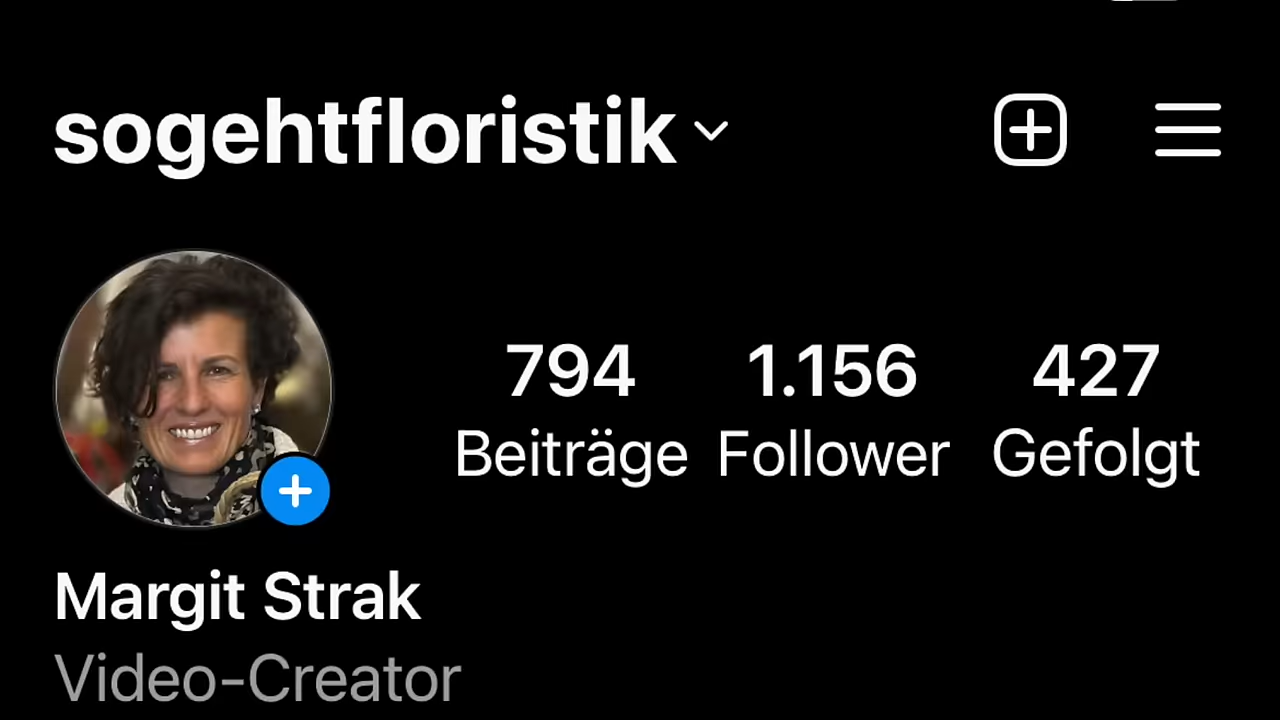 sogehtfloristik
794 1.156 427
Beiträge Follower Gefolgt
Margit Strak
Video-Creator